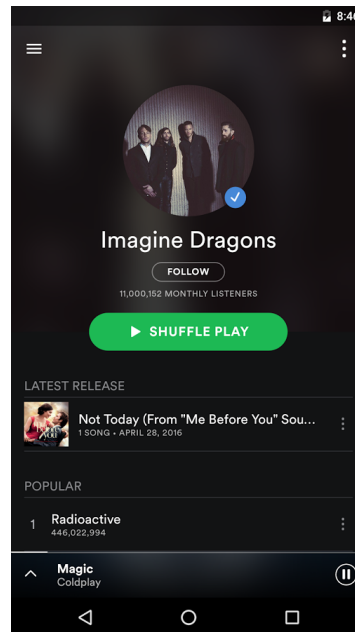 8:46
Imagine Dragons
FOLLOW
11,000,152 MONTHLY LISTENERS
SHUFFLE PLAY
LATEST RELEASE
Not Today (From "Me Before You" Sou...
1 SONG • APRIL 28, 2016
POPULAR
1 Radioactive
446,022,994
Magic
Coldplay